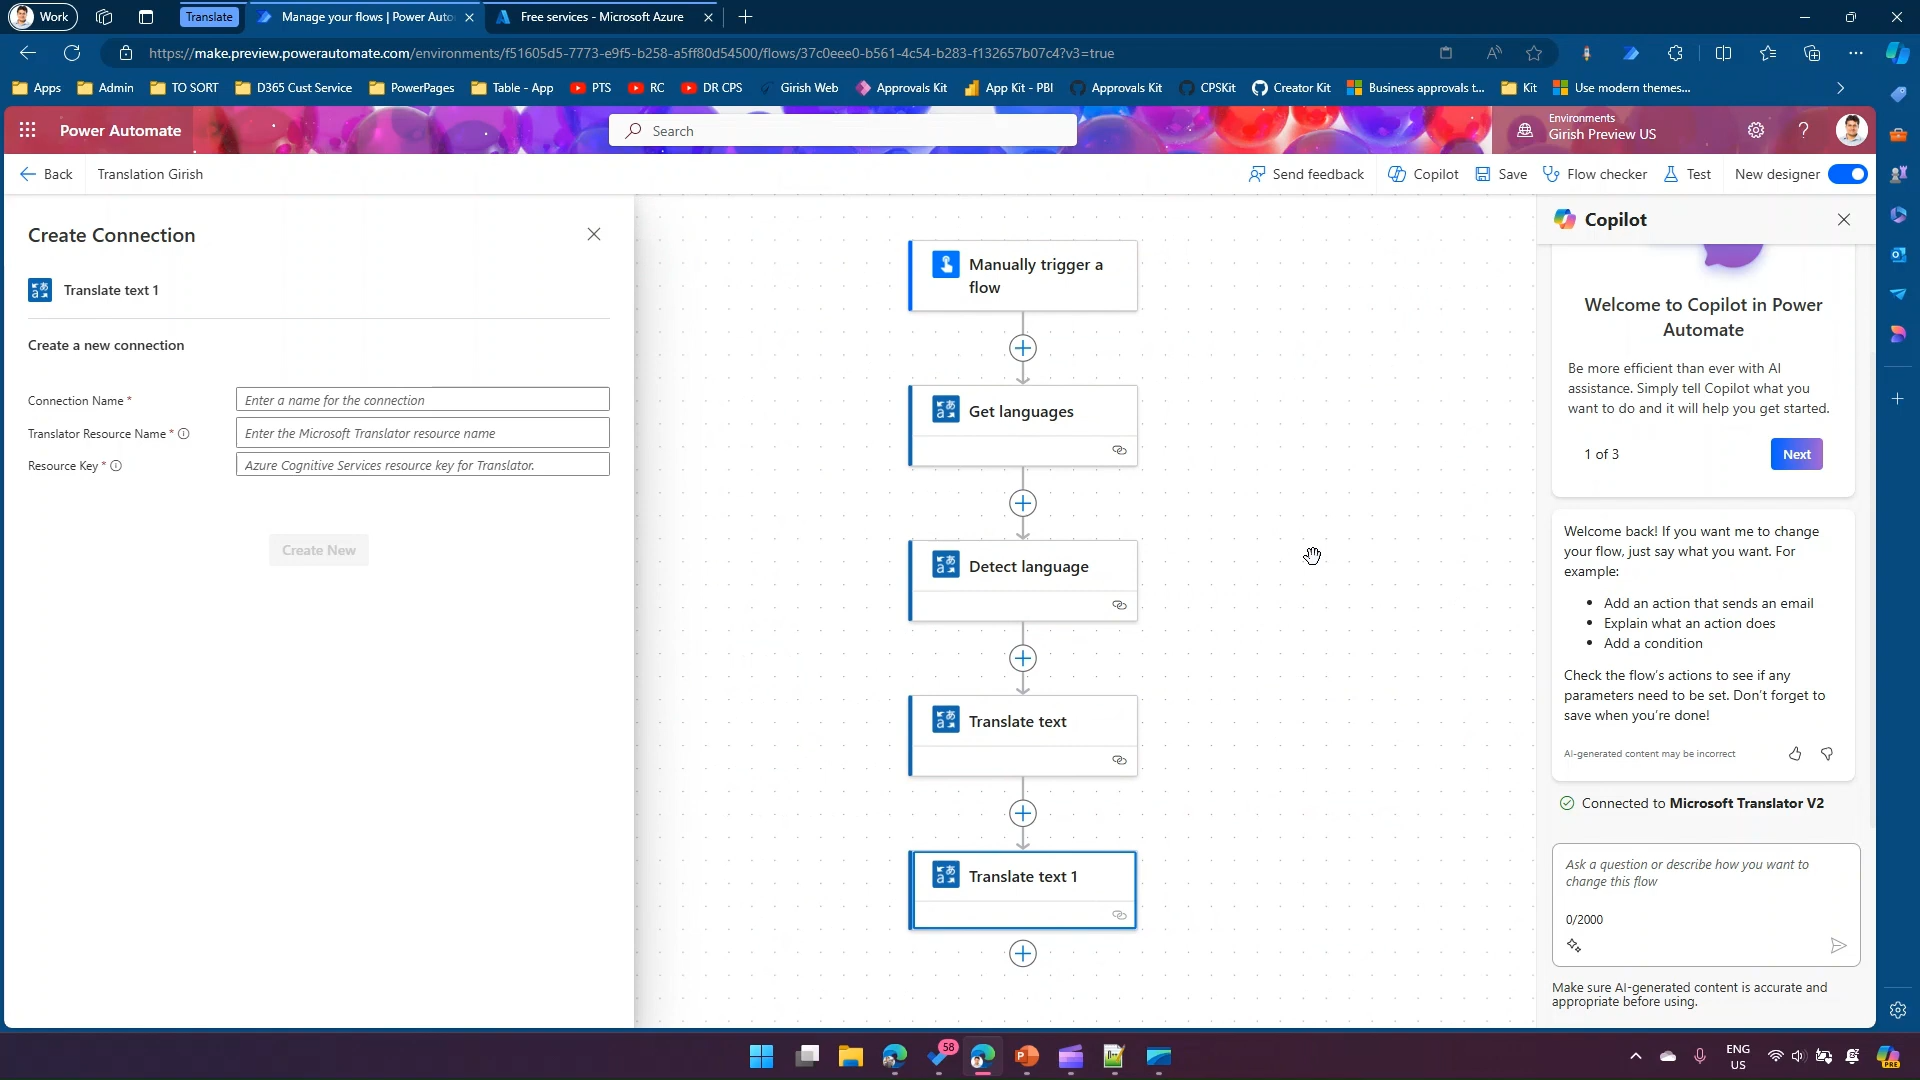 Work
Translate
Manage your flows | Power Auto
Free services - Microsoft Azure
https://make.preview.powerautomate.com/environments/f51605d5-7773-e9f5-b258-a5ff80d54500/flows/37c0eee0-b561-4c54-b283-f132657b07c4?v3=true
Apps
Admin
TO SORT
D365 Cust Service
PowerPages
Table - App
PTS
RC
DR CPS
Girish Web
Approvals Kit
App Kit - PBI
Approvals Kit
CPSKit
Creator Kit
Business approvals t...
Kit
Use modern themes...
Power Automate
Search
Environments
Girish Preview US
Back
Translation Girish
Send feedback
Copilot
Save
Flow checker
Test
New designer
Create Connection
Translate text 1
Create a new connection
Connection Name *
Enter a name for the connection
Translator Resource Name *
Enter the Microsoft Translator resource name
Resource Key *
Azure Cognitive Services resource key for Translator.
Create New
Manually trigger a
flow
Get languages
Detect language
Translate text
Translate text 1
Copilot
Welcome to Copilot in Power
Automate
Be more efficient than ever with AI
assistance. Simply tell Copilot what you
want to do and it will help you get started.
1 of 3
Next
Welcome back! If you want me to change
your flow, just say what you want. For
example:
• Add an action that sends an email
• Explain what an action does
• Add a condition
Check the flow's actions to see if any
parameters need to be set. Don't forget to
save when you're done!
AI-generated content may be incorrect
Connected to Microsoft Translator V2
Ask a question or describe how you want to
change this flow
0/2000
Make sure AI-generated content is accurate and
appropriate before using.
58
ENG
US
PRE